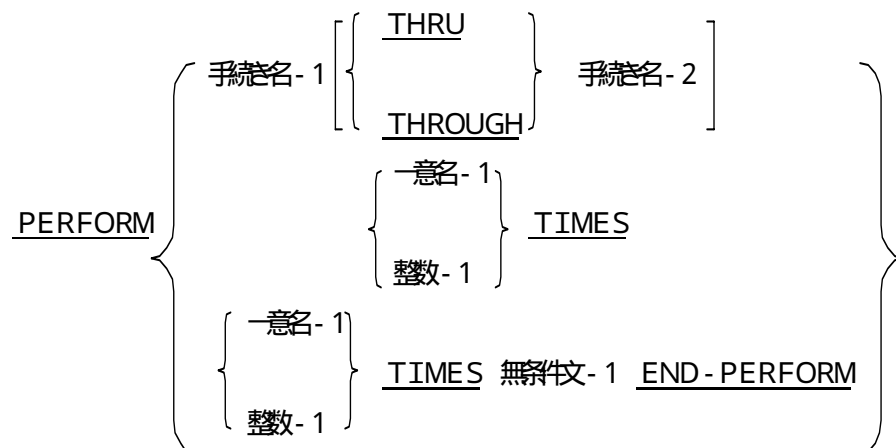 THRU
手続き名-1 手続き名-2
THROUGH
一意名-1
PERFORM TIMES
整数-1
一意名-1
TIMES 無条件文-1 END-PERFORM
整数-1